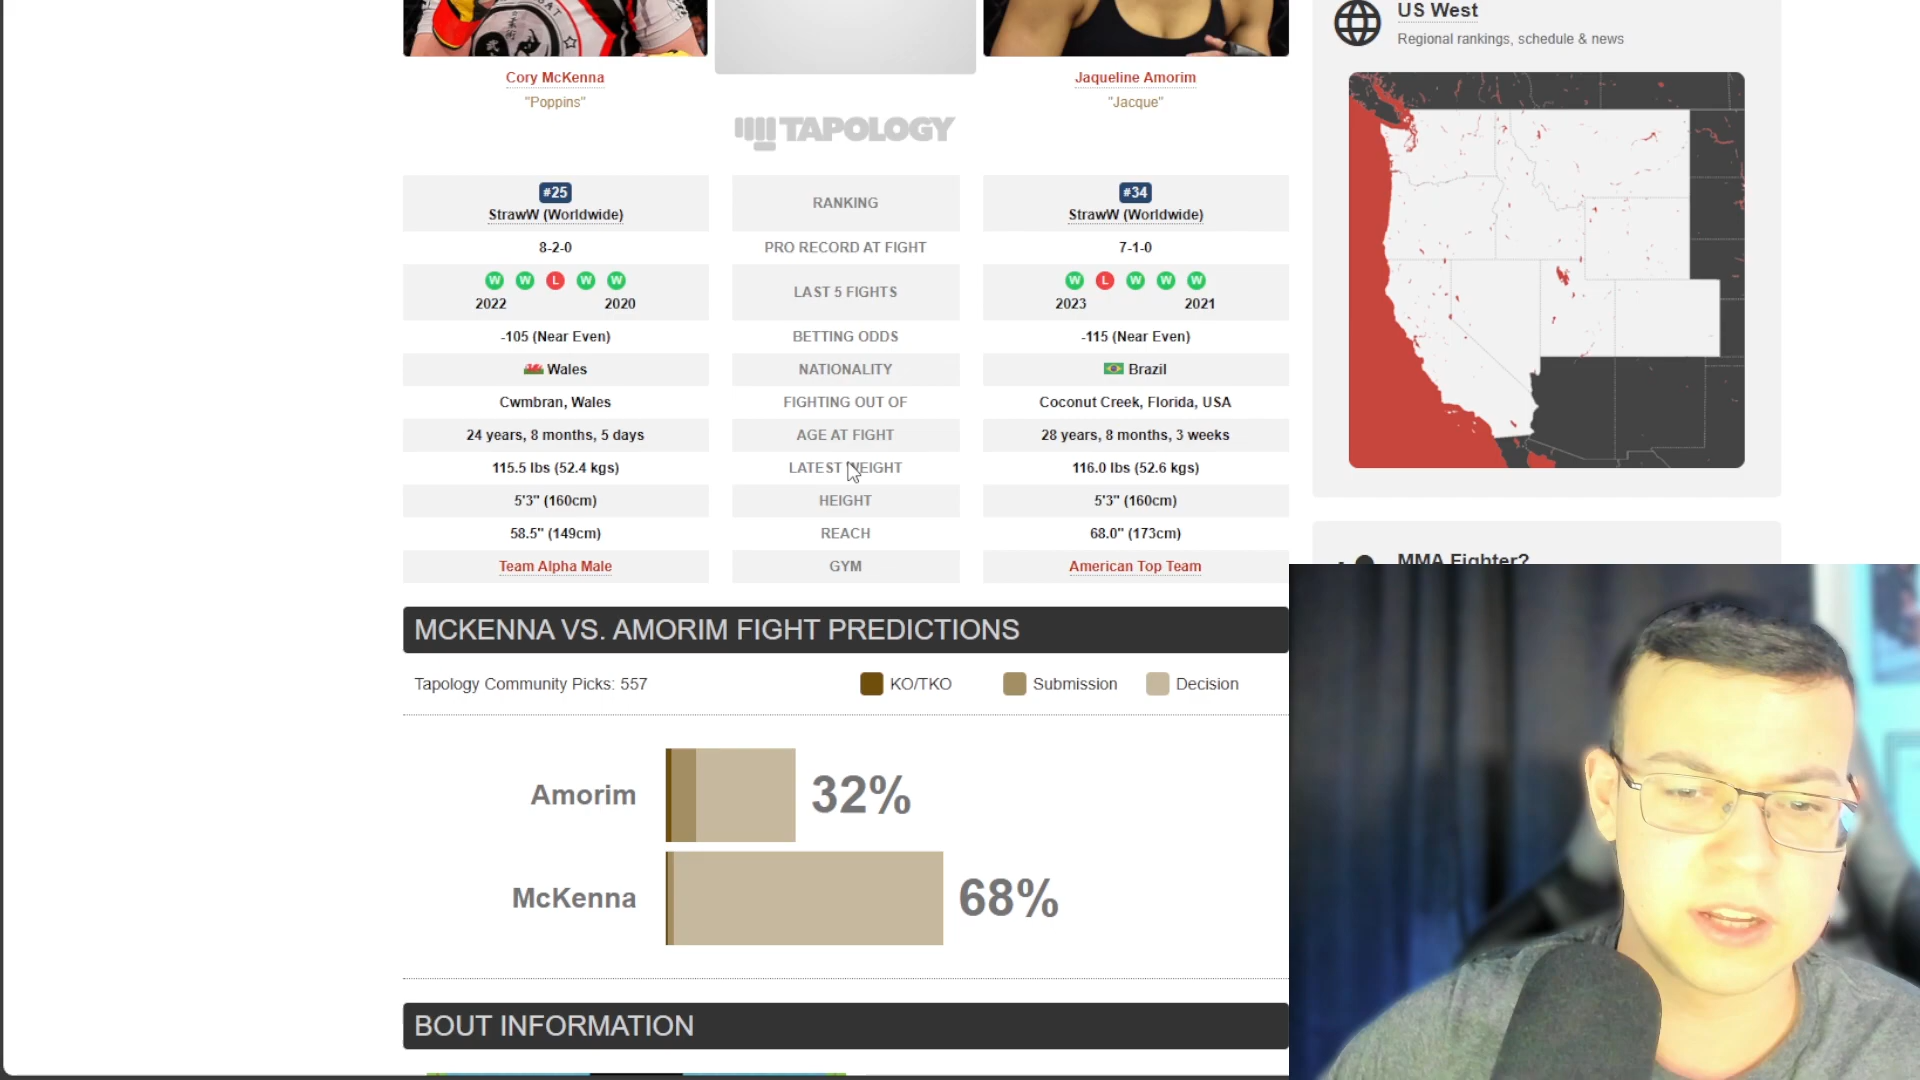 US West
Regional rankings, schedule & news
Cory McKenna
"Poppins"
Jaqueline Amorim
"Jacque"
TAPOLOGY
#25
StrawW (Worldwide)
RANKING
#34
StrawW (Worldwide)
8-2-0
PRO RECORD AT FIGHT
7-1-0
W W L W W
2022 2020
LAST 5 FIGHTS
W L W W W
2023 2021
-105 (Near Even)
BETTING ODDS
-115 (Near Even)
Wales
NATIONALITY
Brazil
Cwmbran, Wales
FIGHTING OUT OF
Coconut Creek, Florida, USA
24 years, 8 months, 5 days
AGE AT FIGHT
28 years, 8 months, 3 weeks
115.5 lbs (52.4 kgs)
LATEST WEIGHT
116.0 lbs (52.6 kgs)
5'3" (160cm)
HEIGHT
5'3" (160cm)
58.5" (149cm)
REACH
68.0" (173cm)
Team Alpha Male
GYM
American Top Team
MMA Fighter?
MCKENNA VS. AMORIM FIGHT PREDICTIONS
Tapology Community Picks: 557
KO/TKO
Submission
Decision
Amorim
32%
McKenna
68%
BOUT INFORMATION